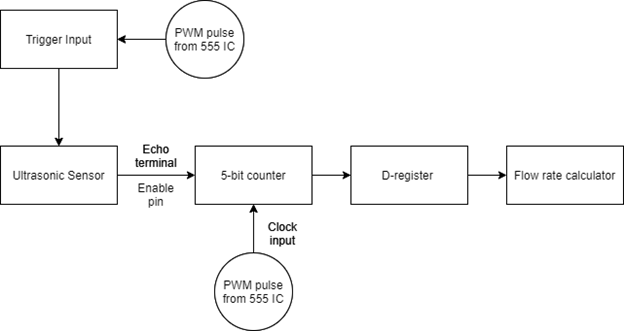 Trigger Input
PWM pulse
from 555 IC
Ultrasonic Sensor
Echo
terminal
Enable
pin
5-bit counter
D-register
Flow rate calculator
Clock
input
PWM pulse
from 555 IC